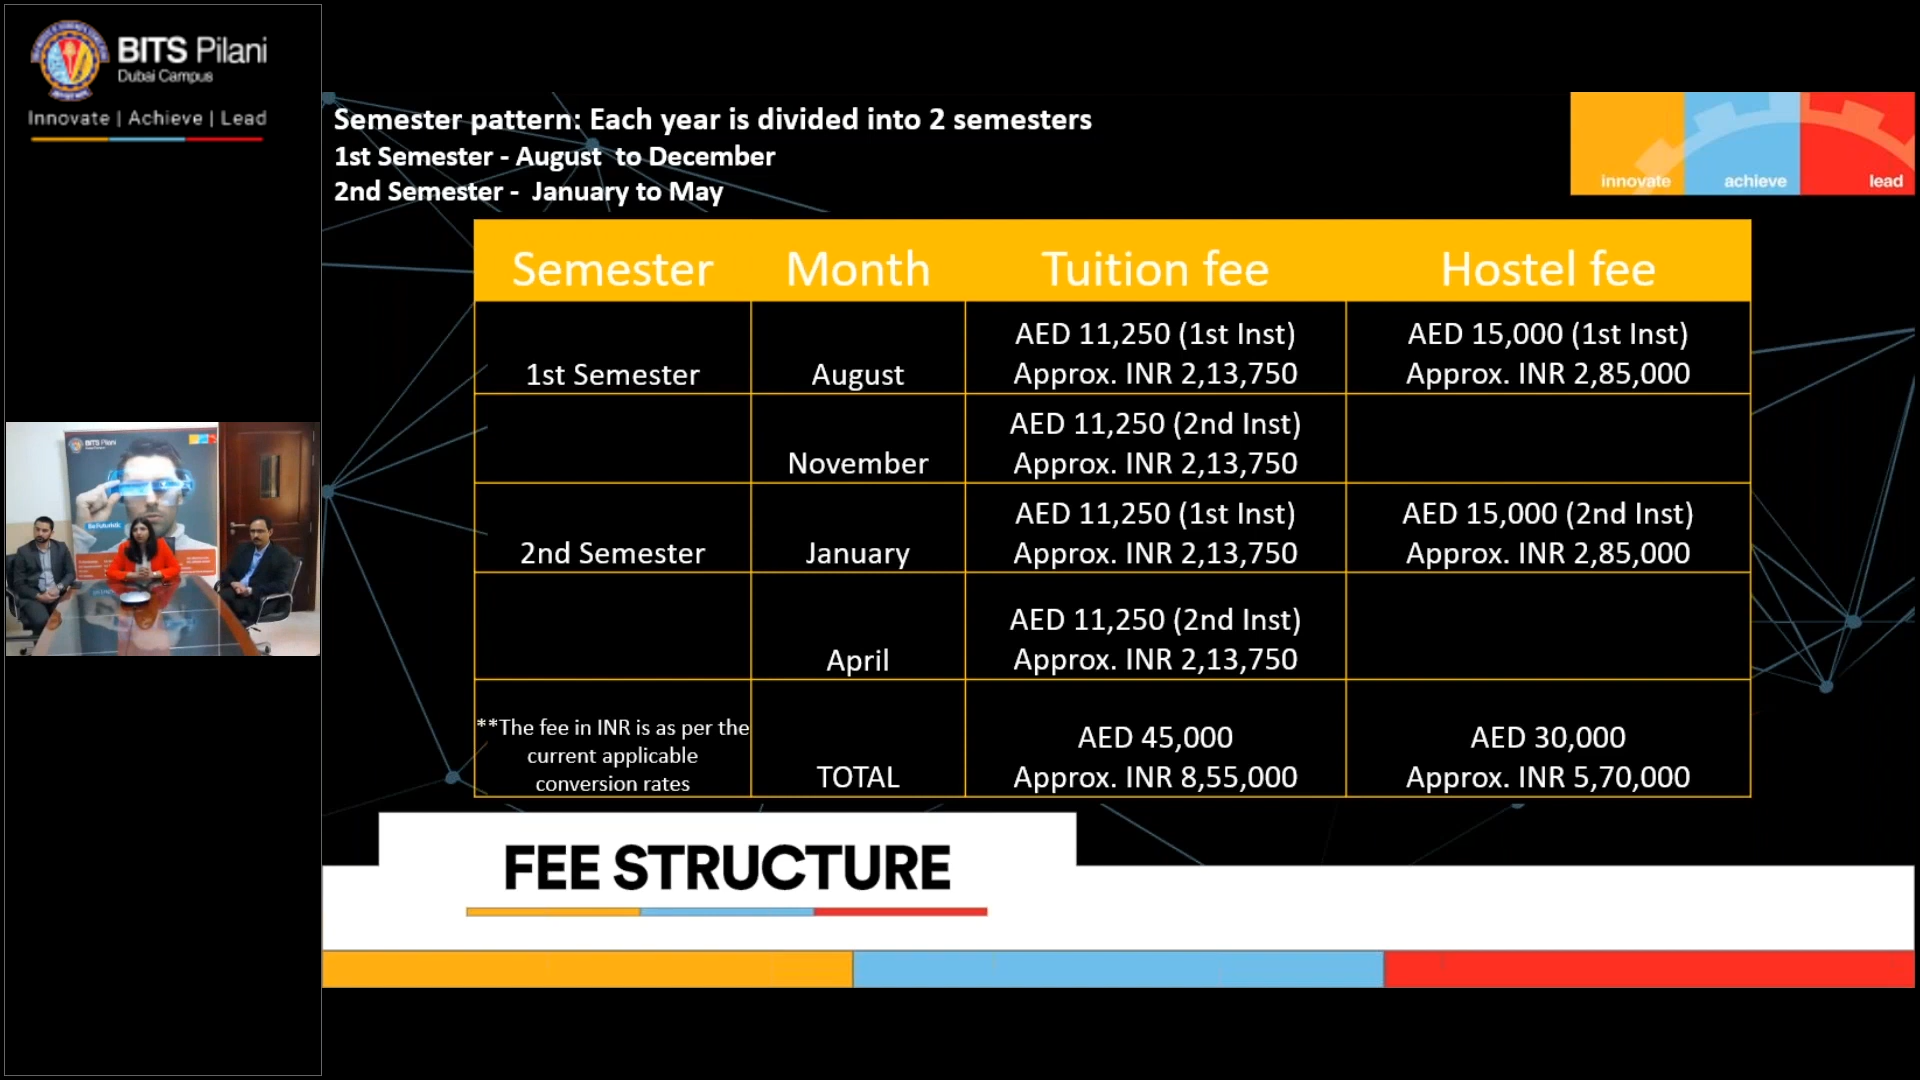 BITS Pilani
Dubai Campus
Innovate | Achieve | Lead
Semester pattern: Each year is divided into 2 semesters
1st Semester - August to December
2nd Semester - January to May
innovate achieve lead
Semester Month Tuition fee Hostel fee
AED 11,250 (1st Inst) AED 15,000 (1st Inst)
1st Semester August Approx. INR 2,13,750 Approx. INR 2,85,000
AED 11,250 (2nd Inst)
November Approx. INR 2,13,750
AED 11,250 (1st Inst) AED 15,000 (2nd Inst)
2nd Semester January Approx. INR 2,13,750 Approx. INR 2,85,000
AED 11,250 (2nd Inst)
April Approx. INR 2,13,750
**The fee in INR is as per the
current applicable
conversion rates
AED 45,000 AED 30,000
TOTAL Approx. INR 8,55,000 Approx. INR 5,70,000
FEE STRUCTURE
BITS Pilani